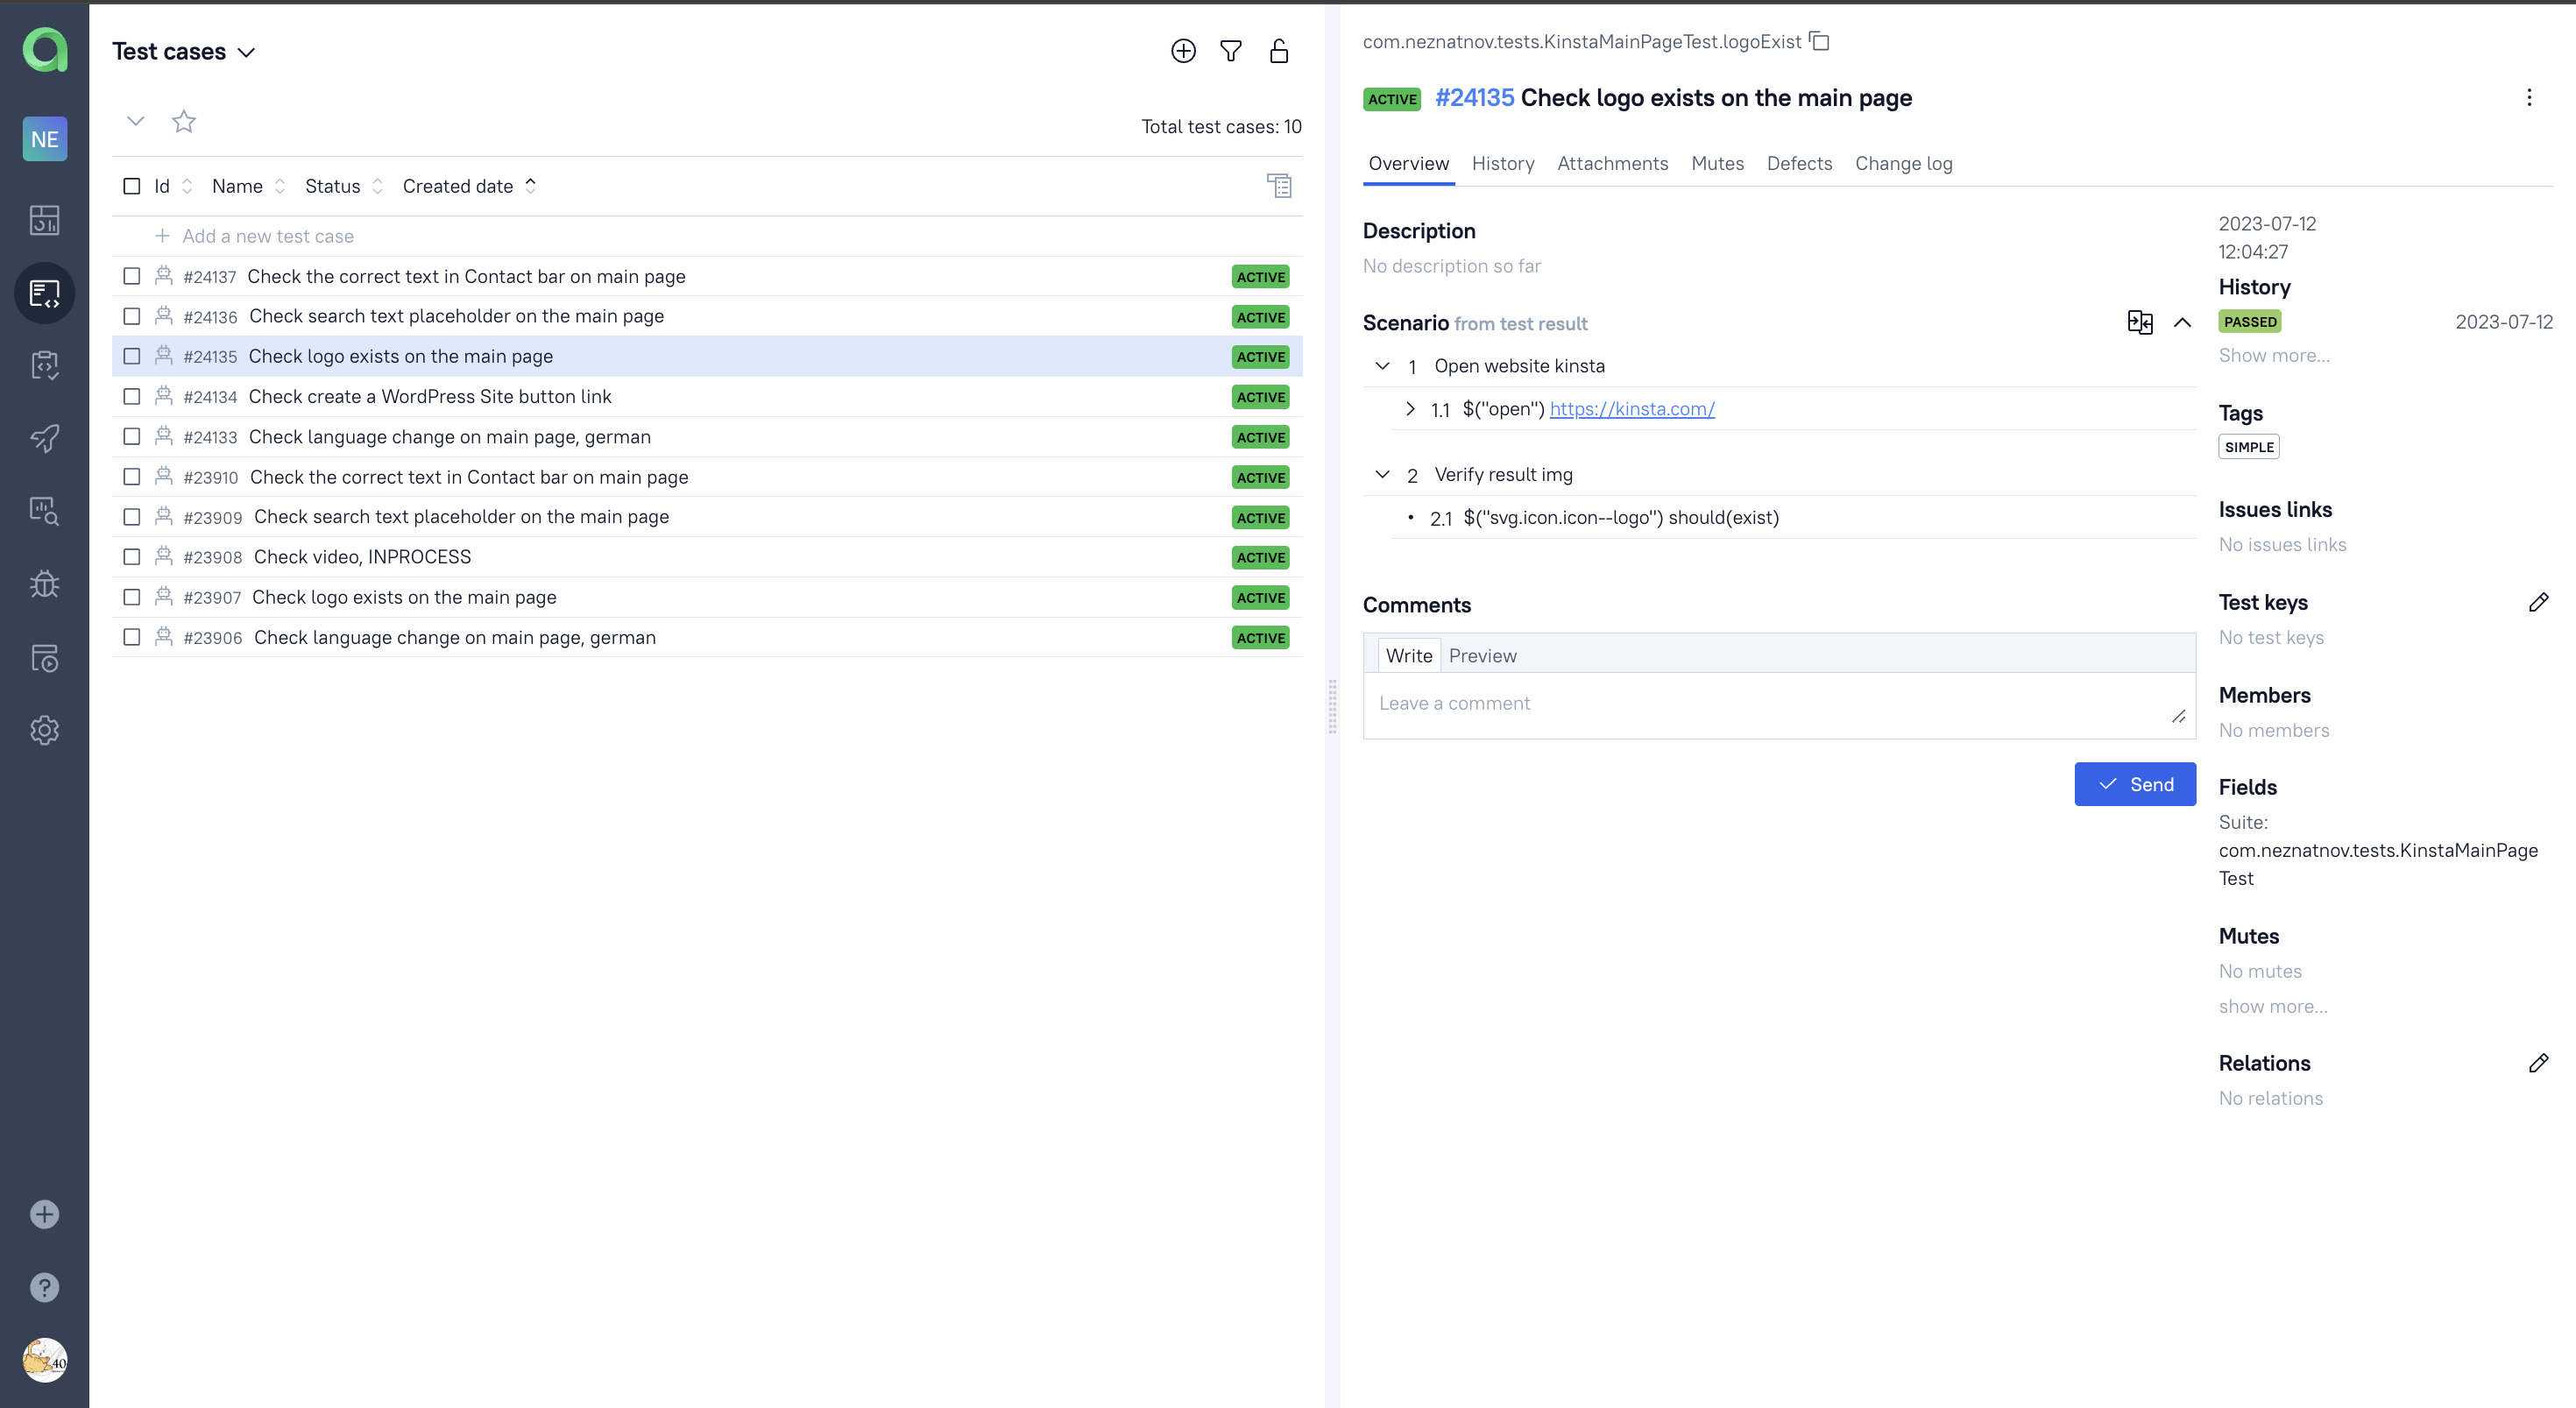 NE
Test cases
Total test cases: 10
Id Name Status Created date
Add a new test case
#24137 Check the correct text in Contact bar on main page ACTIVE
#24136 Check search text placeholder on the main page ACTIVE
#24135 Check logo exists on the main page ACTIVE
#24134 Check create a WordPress Site button link ACTIVE
#24133 Check language change on main page, german ACTIVE
#23910 Check the correct text in Contact bar on main page ACTIVE
#23909 Check search text placeholder on the main page ACTIVE
#23908 Check video, INPROCESS ACTIVE
#23907 Check logo exists on the main page ACTIVE
#23906 Check language change on main page, german ACTIVE
40
com.neznatnov.tests.KinstaMainPageTest.logoExist
ACTIVE #24135 Check logo exists on the main page
Overview History Attachments Mutes Defects Change log
Description
No description so far
Scenario from test result
1 Open website kinsta
1.1 $("open") https://kinsta.com/
2 Verify result img
• 2.1 $("svg.icon.icon--logo") should(exist)
Comments
Write Preview
Leave a comment
Send
2023-07-12
12:04:27
History
PASSED 2023-07-12
Show more...
Tags
SIMPLE
Issues links
No issues links
Test keys
No test keys
Members
No members
Fields
Suite:
com.neznatnov.tests.KinstaMainPage
Test
Mutes
No mutes
show more...
Relations
No relations